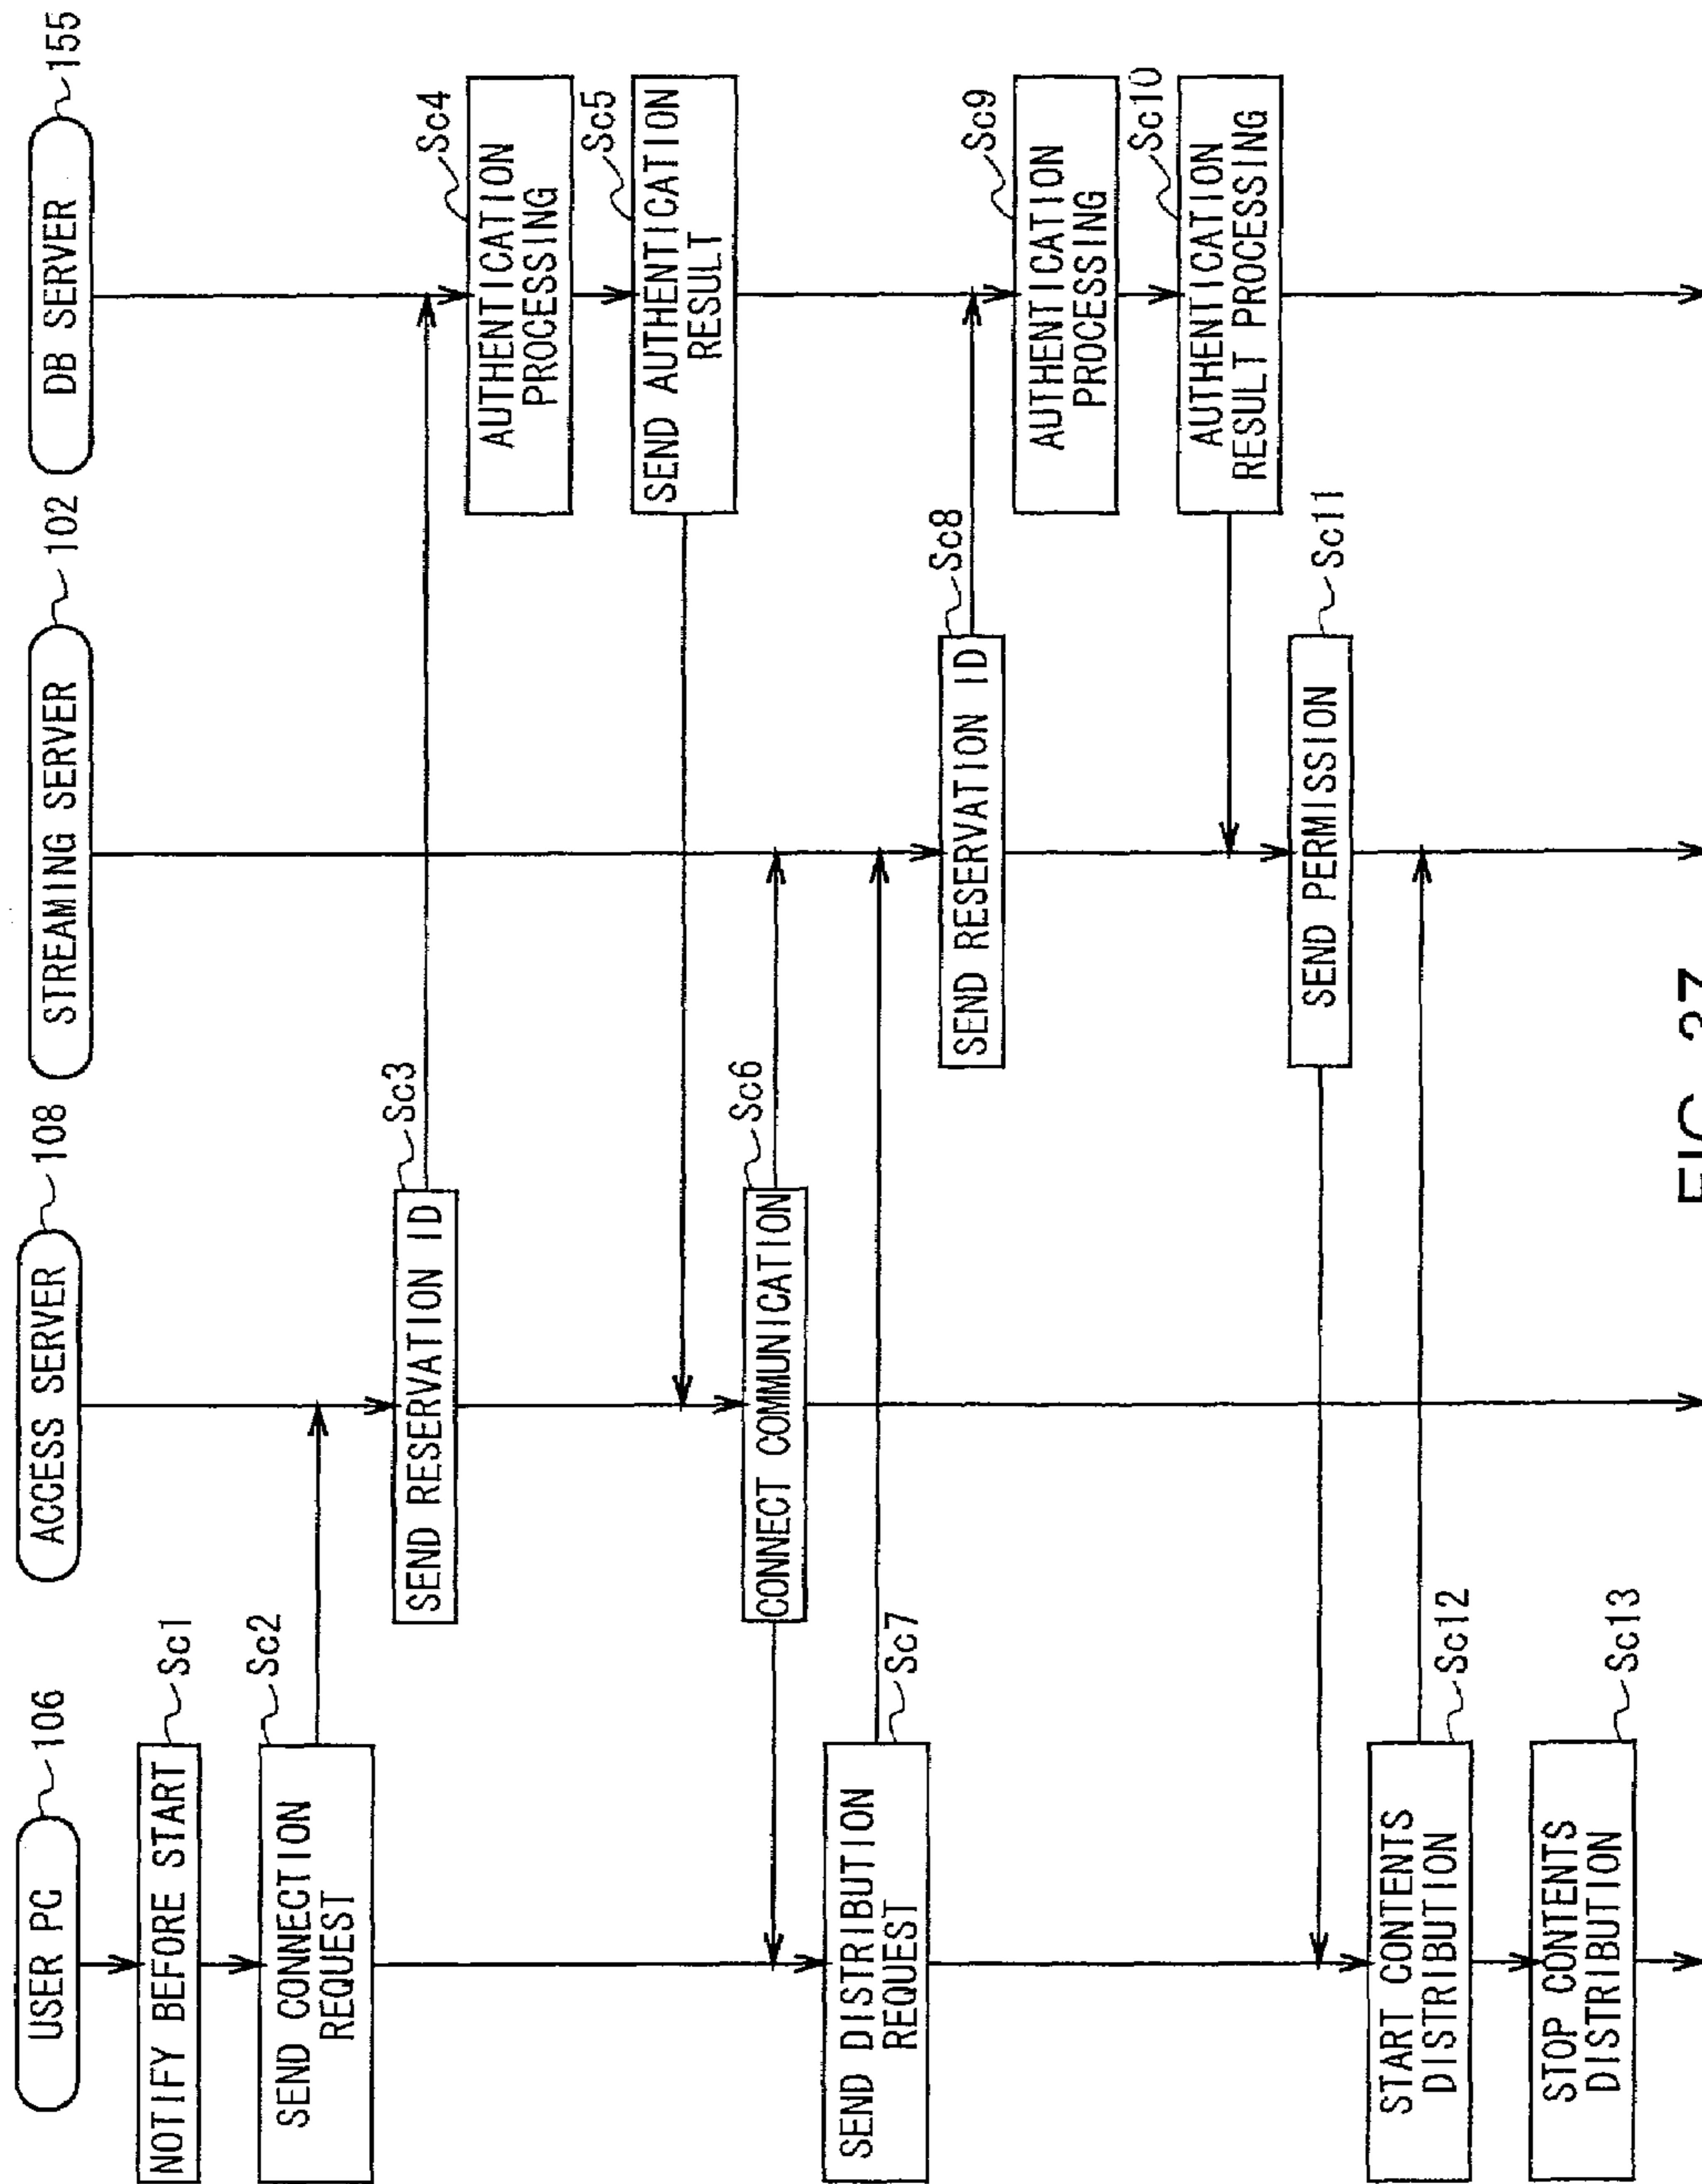 USER PC
106
ACCESS SERVER
108
STREAMING SERVER
102
DB SERVER
155
NOTIFY BEFORE START
Sc1
SEND CONNECTION
REQUEST
Sc2
SEND RESERVATION ID
Sc3
AUTHENTICATION
PROCESSING
Sc4
SEND AUTHENTICATION
RESULT
Sc5
CONNECT COMMUNICATION
Sc6
SEND DISTRIBUTION
REQUEST
Sc7
SEND RESERVATION ID
Sc8
AUTHENTICATION
PROCESSING
Sc9
AUTHENTICATION
RESULT PROCESSING
Sc10
SEND PERMISSION
Sc11
START CONTENTS
DISTRIBUTION
Sc12
STOP CONTENTS
DISTRIBUTION
Sc13
FIG. 37